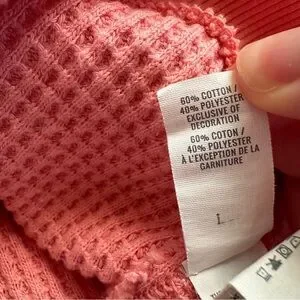 60% COTTON /
40% POLYESTER
EXCLUSIVE OF
DECORATION
60% COTON /
40% POLYESTER
À L'EXCEPTION DE LA
GARNITURE
L